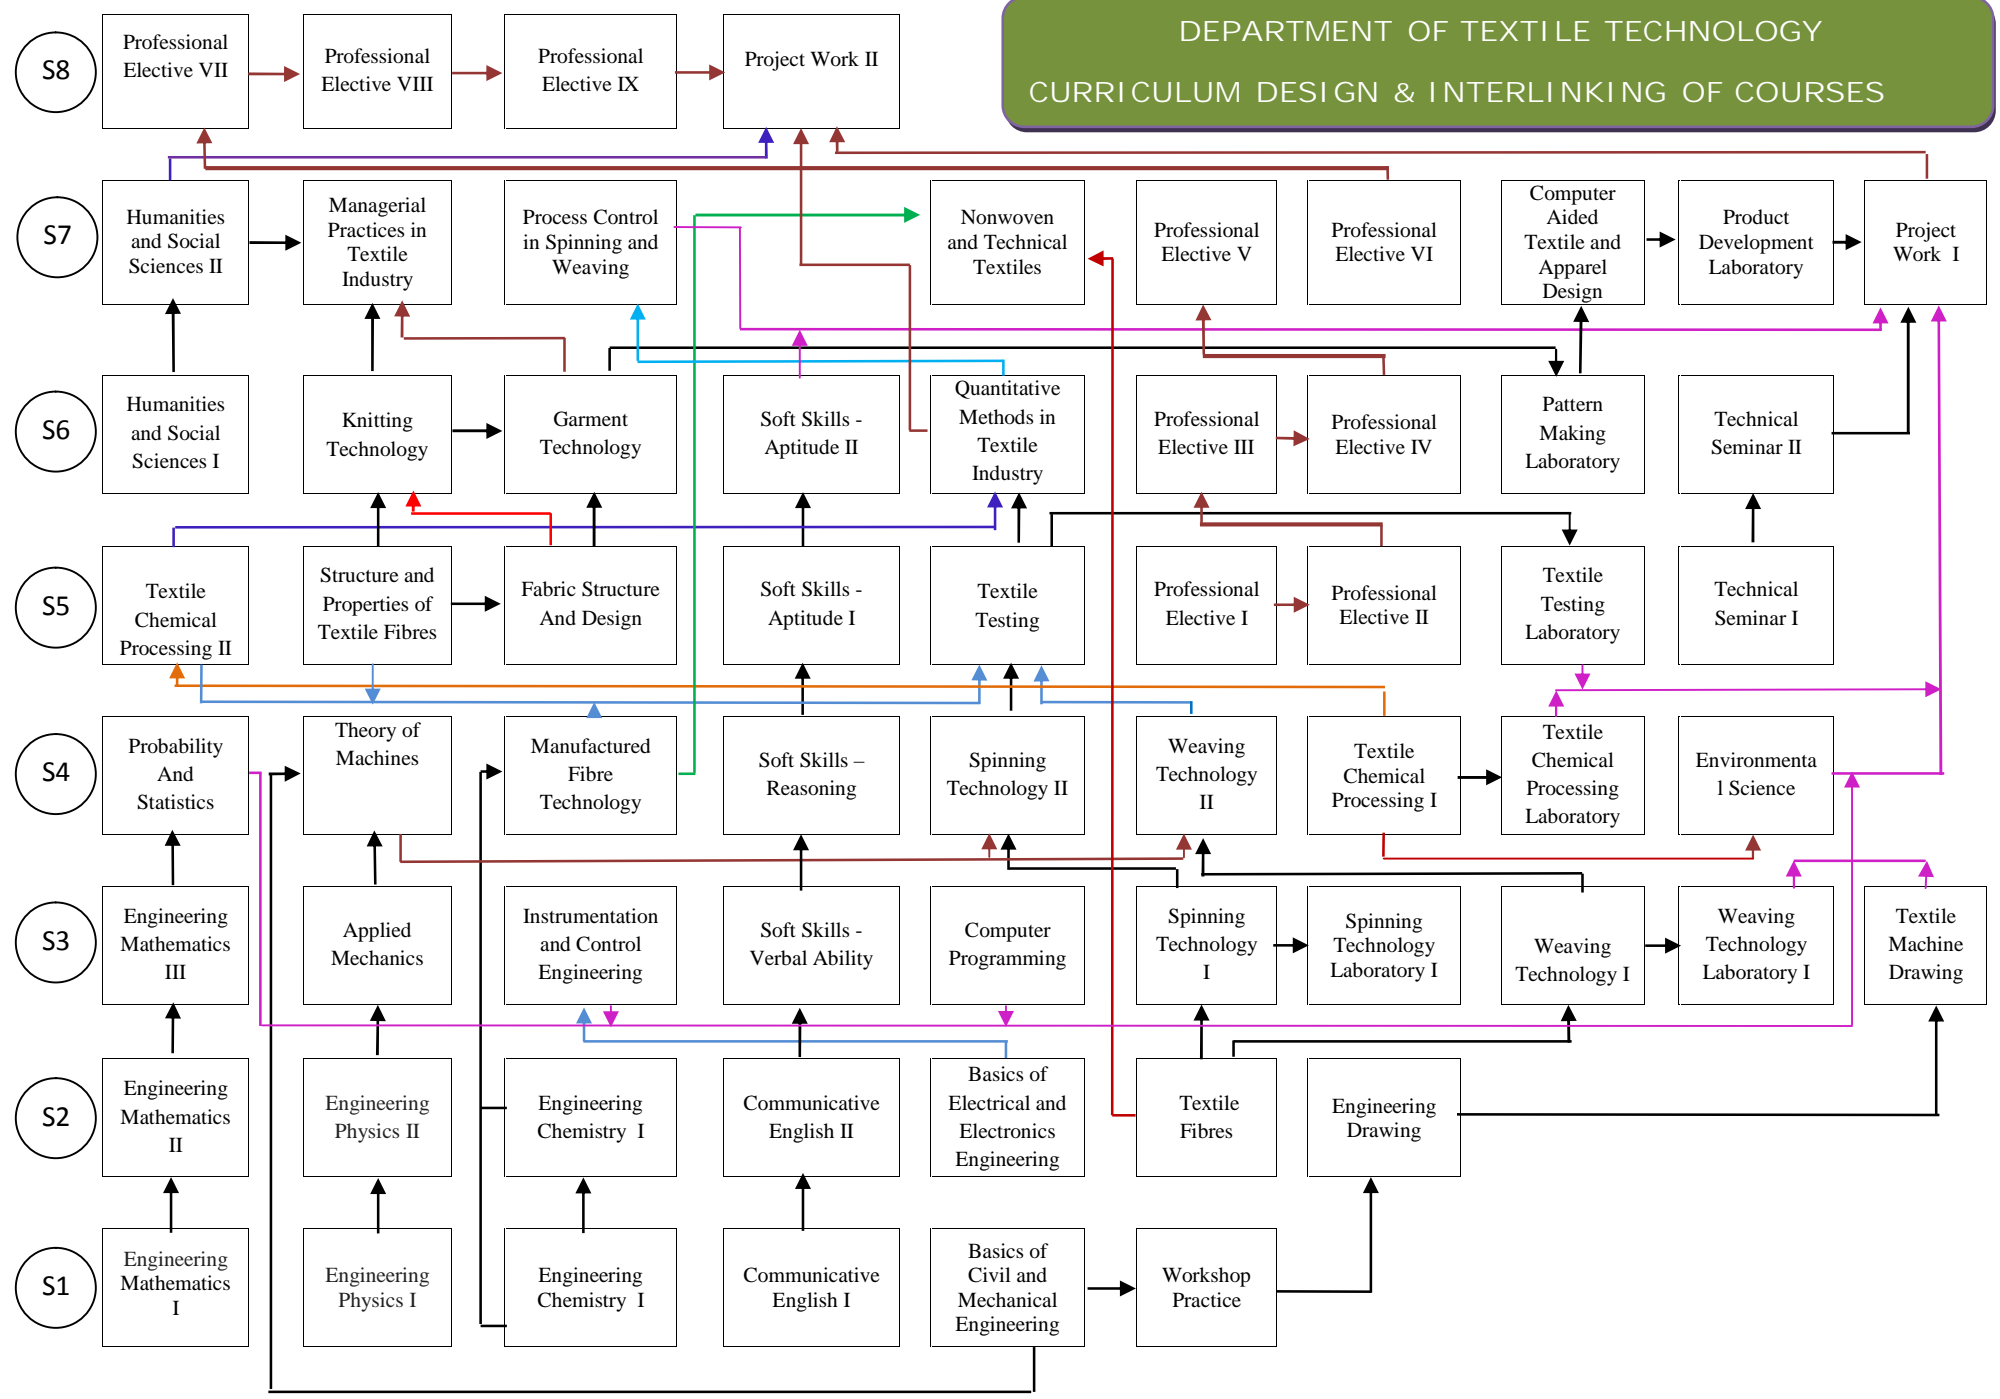 DEPARTMENT OF TEXTILE TECHNOLOGY
CURRICULUM DESIGN & INTERLINKING OF COURSES
S8
Professional
Elective VII
Professional
Elective VIII
Professional
Elective IX
Project Work II
S7
Humanities
and Social
Sciences II
Managerial
Practices in
Textile
Industry
Process Control
in Spinning and
Weaving
Nonwoven
and Technical
Textiles
Professional
Elective V
Professional
Elective VI
Computer
Aided
Textile and
Apparel
Design
Product
Development
Laboratory
Project
Work I
S6
Humanities
and Social
Sciences I
Knitting
Technology
Garment
Technology
Soft Skills -
Aptitude II
Quantitative
Methods in
Textile
Industry
Professional
Elective III
Professional
Elective IV
Pattern
Making
Laboratory
Technical
Seminar II
S5
Textile
Chemical
Processing II
Structure and
Properties of
Textile Fibres
Fabric Structure
And Design
Soft Skills -
Aptitude I
Textile
Testing
Professional
Elective I
Professional
Elective II
Textile
Testing
Laboratory
Technical
Seminar I
S4
Probability
And
Statistics
Theory of
Machines
Manufactured
Fibre
Technology
Soft Skills –
Reasoning
Spinning
Technology II
Weaving
Technology
II
Textile
Chemical
Processing I
Textile
Chemical
Processing
Laboratory
Environmenta
l Science
S3
Engineering
Mathematics
III
Applied
Mechanics
Instrumentation
and Control
Engineering
Soft Skills -
Verbal Ability
Computer
Programming
Spinning
Technology
I
Spinning
Technology
Laboratory I
Weaving
Technology I
Weaving
Technology
Laboratory I
Textile
Machine
Drawing
S2
Engineering
Mathematics
II
Engineering
Physics II
Engineering
Chemistry I
Communicative
English II
Basics of
Electrical and
Electronics
Engineering
Textile
Fibres
Engineering
Drawing
S1
Engineering
Mathematics
I
Engineering
Physics I
Engineering
Chemistry I
Communicative
English I
Basics of
Civil and
Mechanical
Engineering
Workshop
Practice